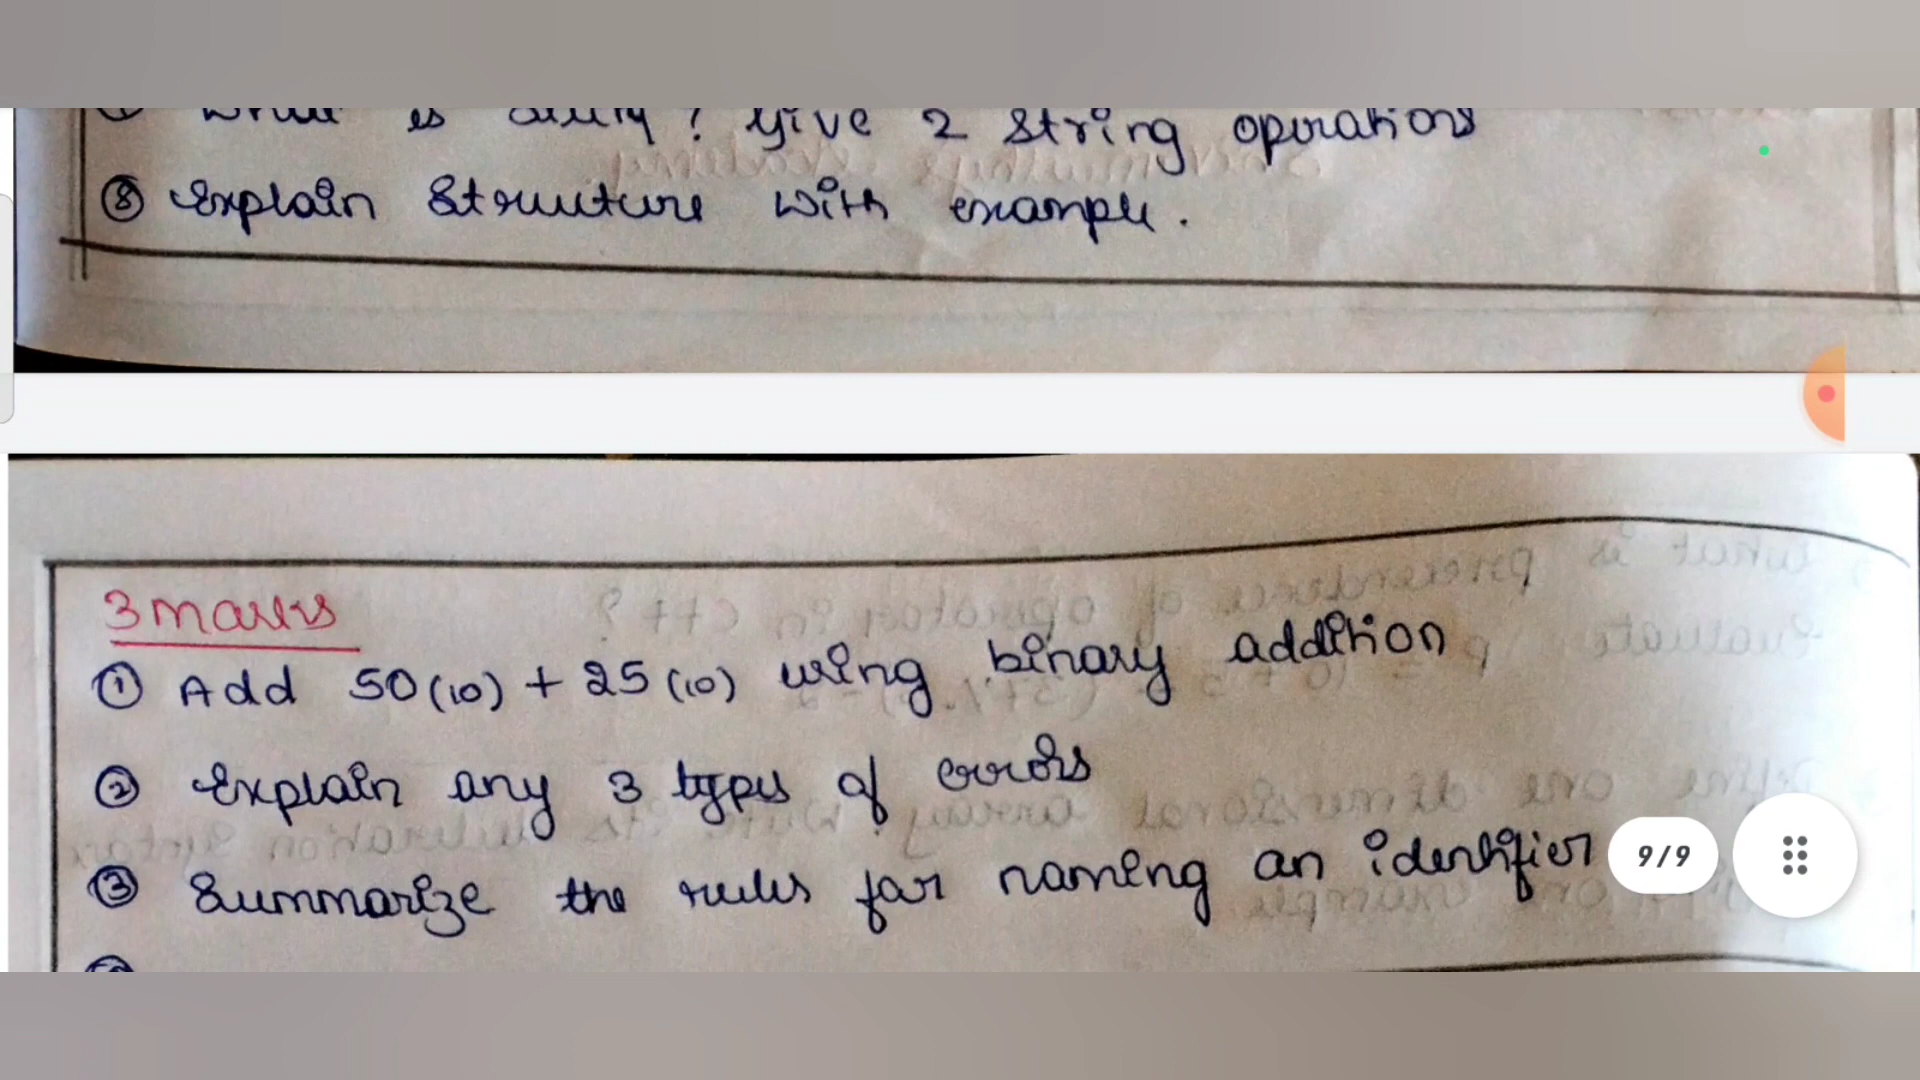 is ? Give 2 string operations
⑧ Explain Structure with example.
3 marks
① Add 50(10) + 25(10) using binary addition
② Explain any 3 types of errors
③ Summarize the rules for naming an identifier
9/9